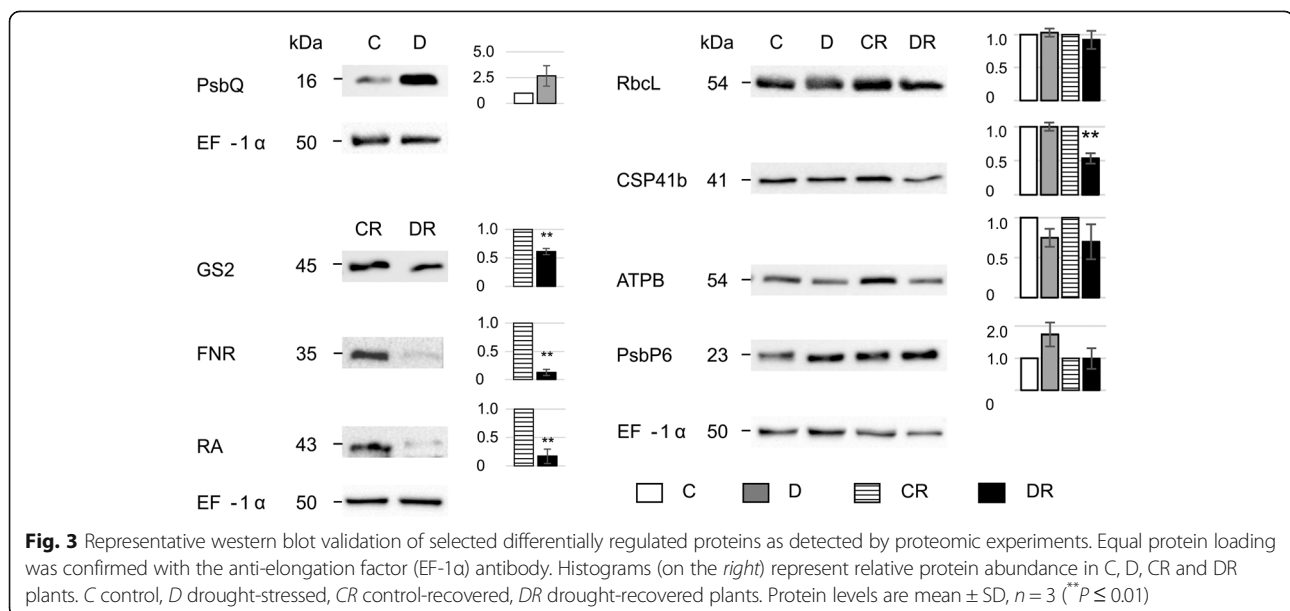 kDa C D
5.0
2.5
0
PsbQ 16
EF -1 α 50
CR DR
GS2 45
1.0
**
0.5
0
FNR 35
1.0
0.5
**
0
RA 43
1.0
0.5
**
0
EF -1 α 50
kDa C D CR DR
RbcL 54
1.0
0.5
0
CSP41b 41
1.0
**
0.5
0
ATPB 54
1.0
0.5
0
PsbP6 23
2.0
1.0
0
EF -1 α 50
C D CR DR
Fig. 3 Representative western blot validation of selected differentially regulated proteins as detected by proteomic experiments. Equal protein loading
was confirmed with the anti-elongation factor (EF-1α) antibody. Histograms (on the right) represent relative protein abundance in C, D, CR and DR
plants. C control, D drought-stressed, CR control-recovered, DR drought-recovered plants. Protein levels are mean ± SD, n = 3 (**P ≤ 0.01)